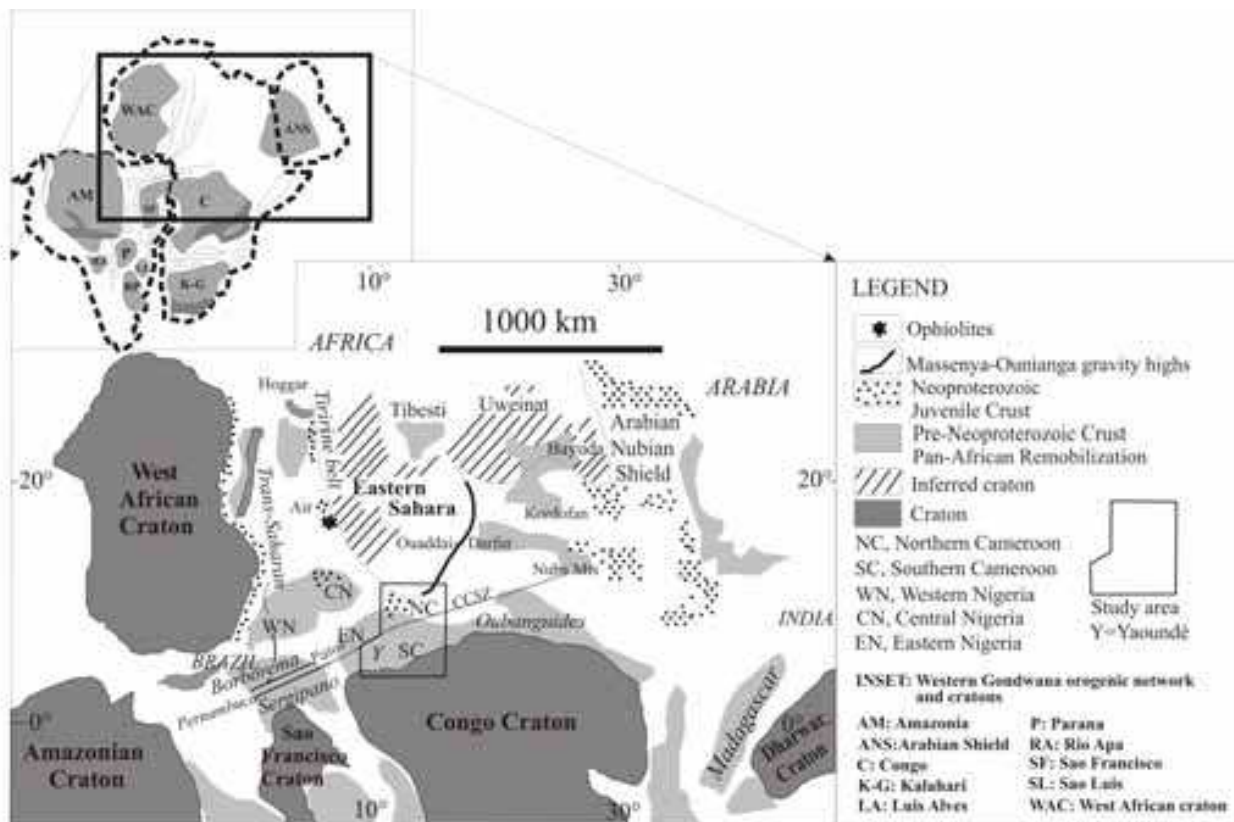 WAC
ANS
AM
SF
C
P
K-G
10°
30°
1000 km
AFRICA
ARABIA
Hoggar
Tiririne belt
Tibesti
Uweinat
Arabian
Nubian
Shield
Bayoda
West
African
Craton
20°
20°
Trans-Saharan
Air
Eastern
Sahara
Kordofan
Ouaddai
Darfur
Nuba Mts
CN
NC
CCSZ
WN
EN
Oubanguides
INDIA
Y
SC
BRAZIL
Borborema
Patos
Pernambuco
Sergipano
0°
0°
Congo Craton
Sao
Francisco
Craton
Amazonian
Craton
Madagascar
Dharwar
Craton
10°
30°
LEGEND
Ophiolites
Massenya-Ounianga gravity highs
Neoproterozoic
Juvenile Crust
Pre-Neoproterozoic Crust
Pan-African Remobilization
Inferred craton
Craton
NC, Northern Cameroon
SC, Southern Cameroon
WN, Western Nigeria
CN, Central Nigeria
EN, Eastern Nigeria
Study area
Y=Yaoundè
INSET: Western Gondwana orogenic network
and cratons
AM: Amazonia
P: Parana
ANS:Arabian Shield
RA: Rio Apa
C: Congo
SF: Sao Francisco
K-G: Kalahari
SL: Sao Luis
LA: Luis Alves
WAC: West African craton